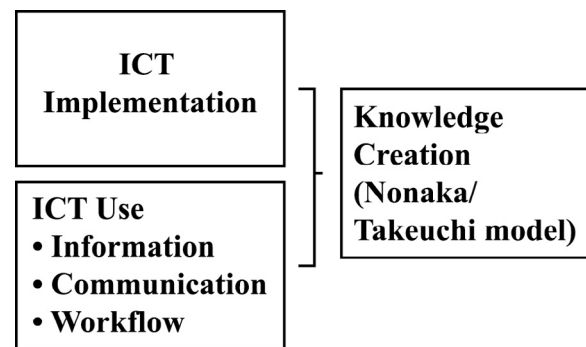 ICT
Implementation
ICT Use
• Information
• Communication
• Workflow
Knowledge
Creation
(Nonaka/
Takeuchi model)